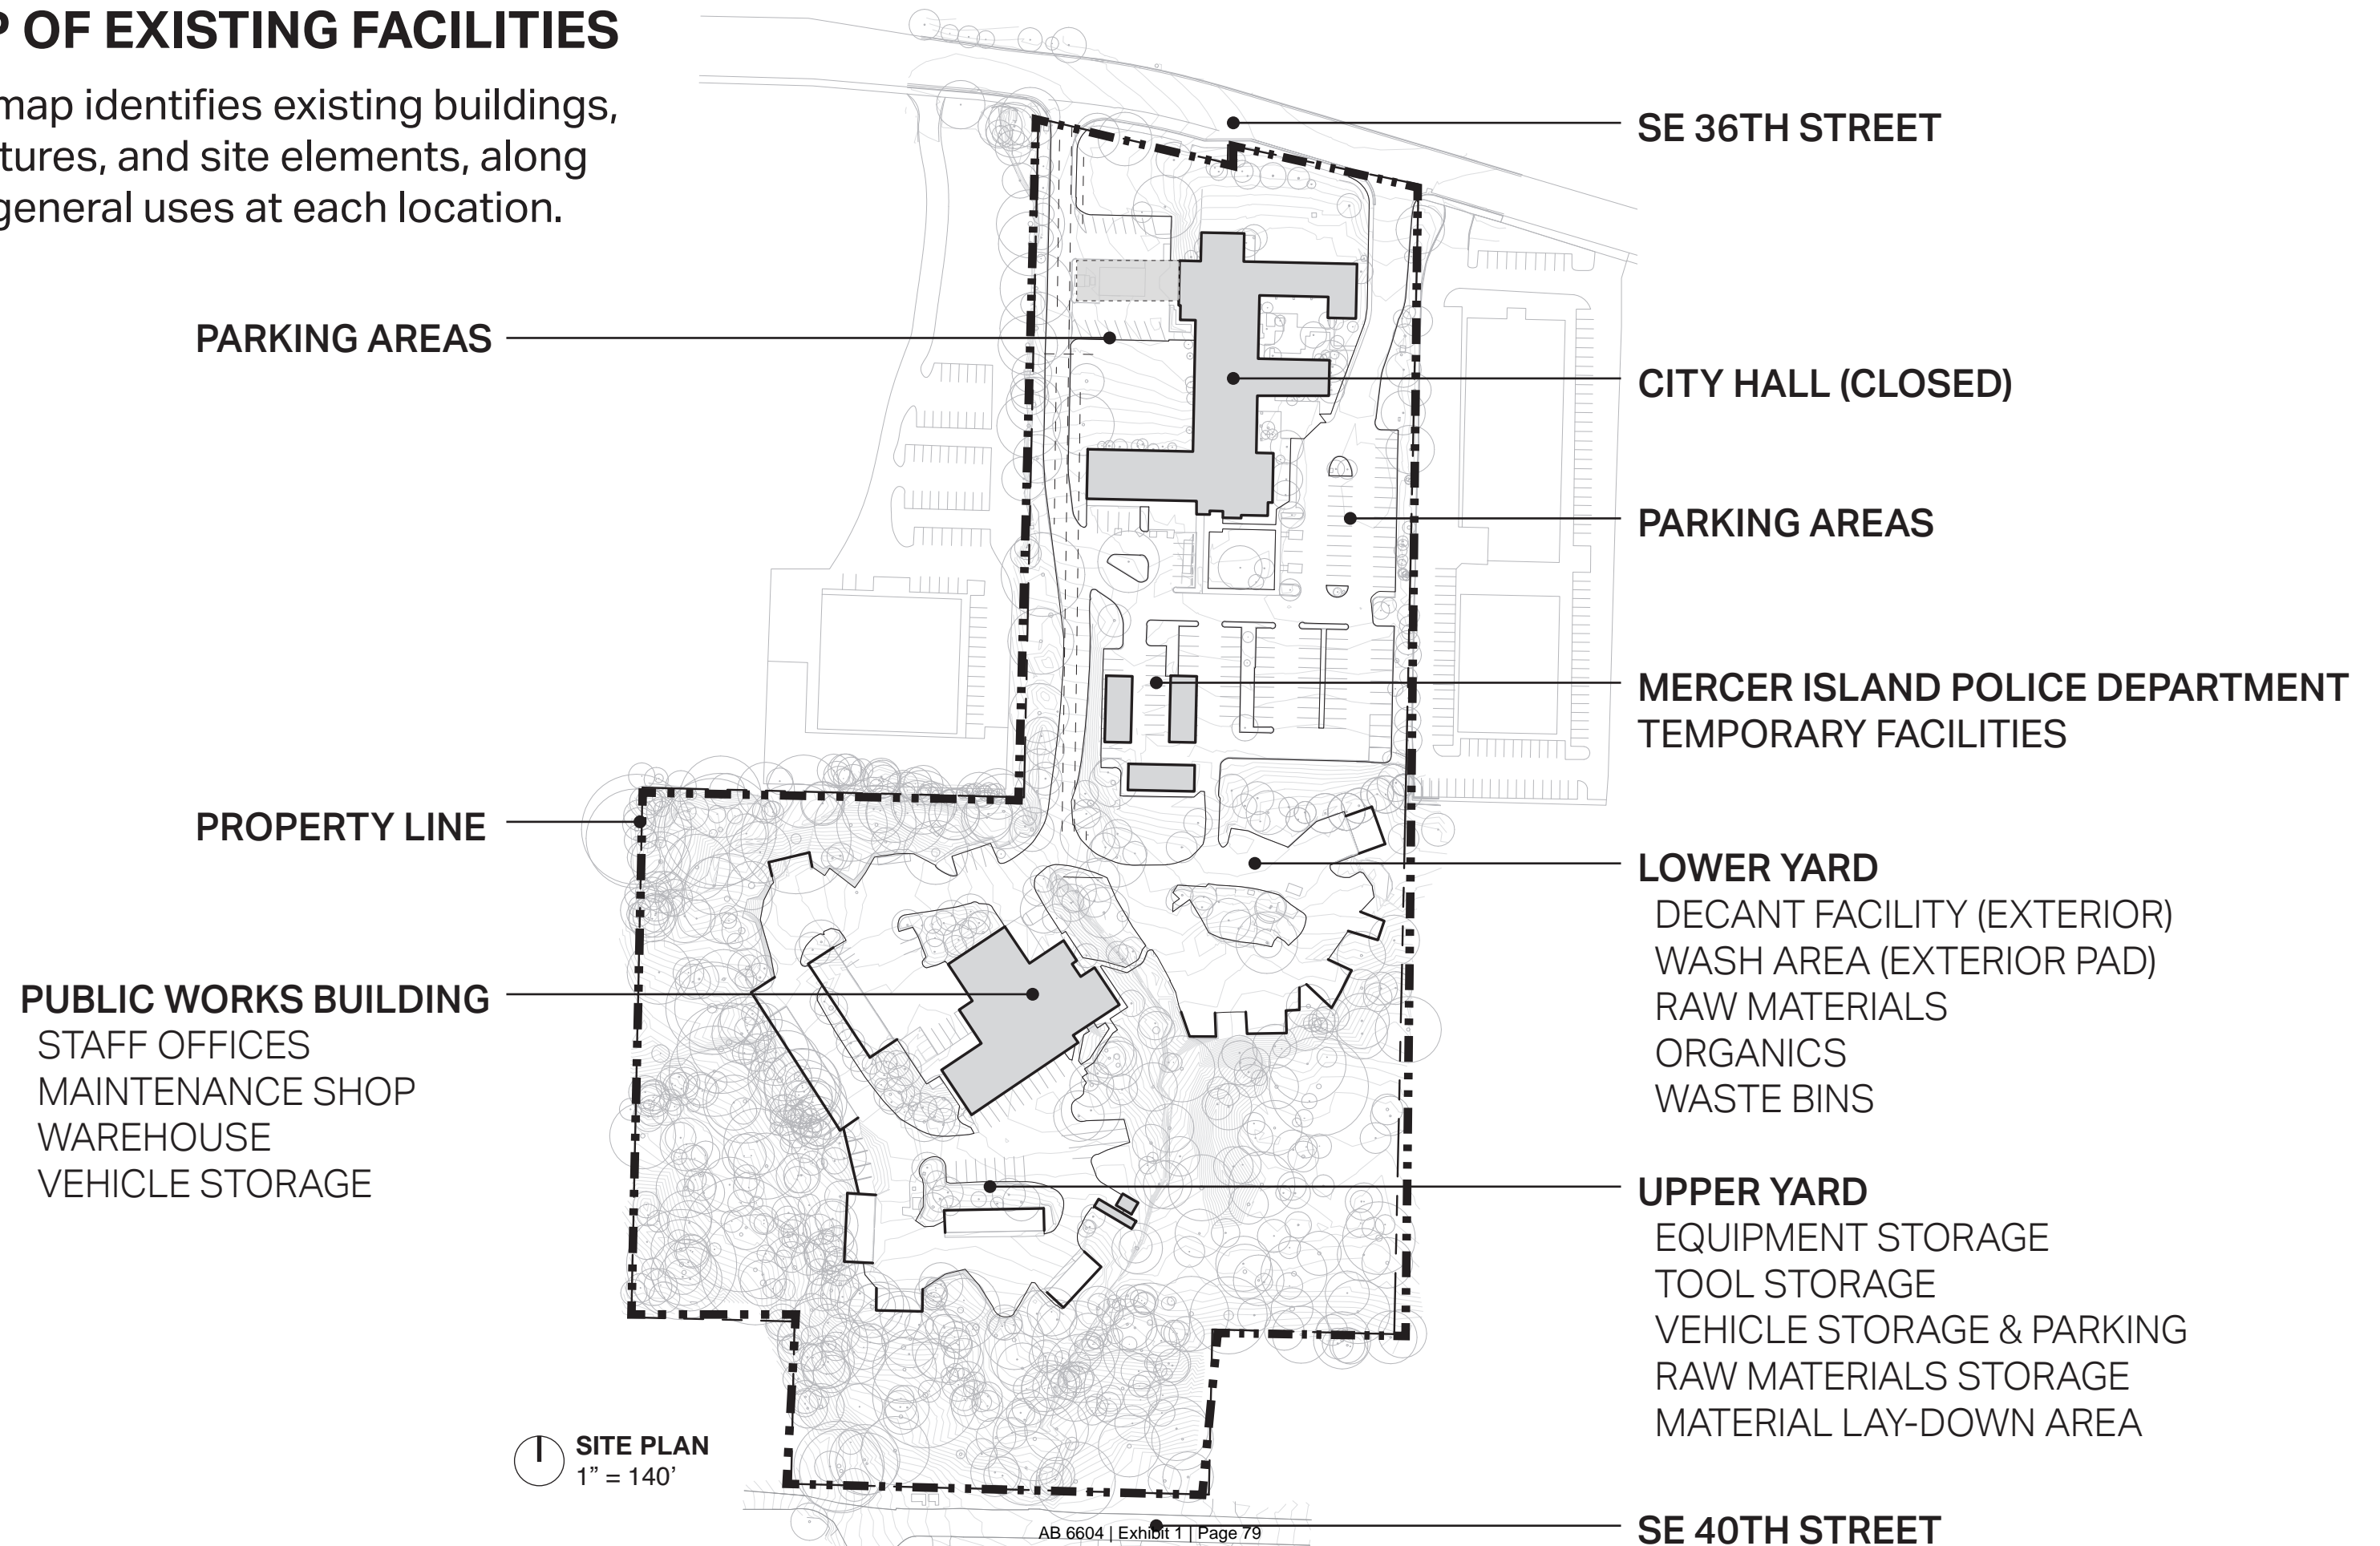 P OF EXISTING FACILITIES
map identifies existing buildings,
tures, and site elements, along
general uses at each location.
SE 36TH STREET
PARKING AREAS
CITY HALL (CLOSED)
PARKING AREAS
MERCER ISLAND POLICE DEPARTMENT
TEMPORARY FACILITIES
PROPERTY LINE
LOWER YARD
DECANT FACILITY (EXTERIOR)
WASH AREA (EXTERIOR PAD)
RAW MATERIALS
ORGANICS
WASTE BINS
PUBLIC WORKS BUILDING
STAFF OFFICES
MAINTENANCE SHOP
WAREHOUSE
VEHICLE STORAGE
UPPER YARD
EQUIPMENT STORAGE
TOOL STORAGE
VEHICLE STORAGE & PARKING
RAW MATERIALS STORAGE
MATERIAL LAY-DOWN AREA
SITE PLAN
1” = 140’
AB 6604 | Exhibit 1 | Page 79
SE 40TH STREET